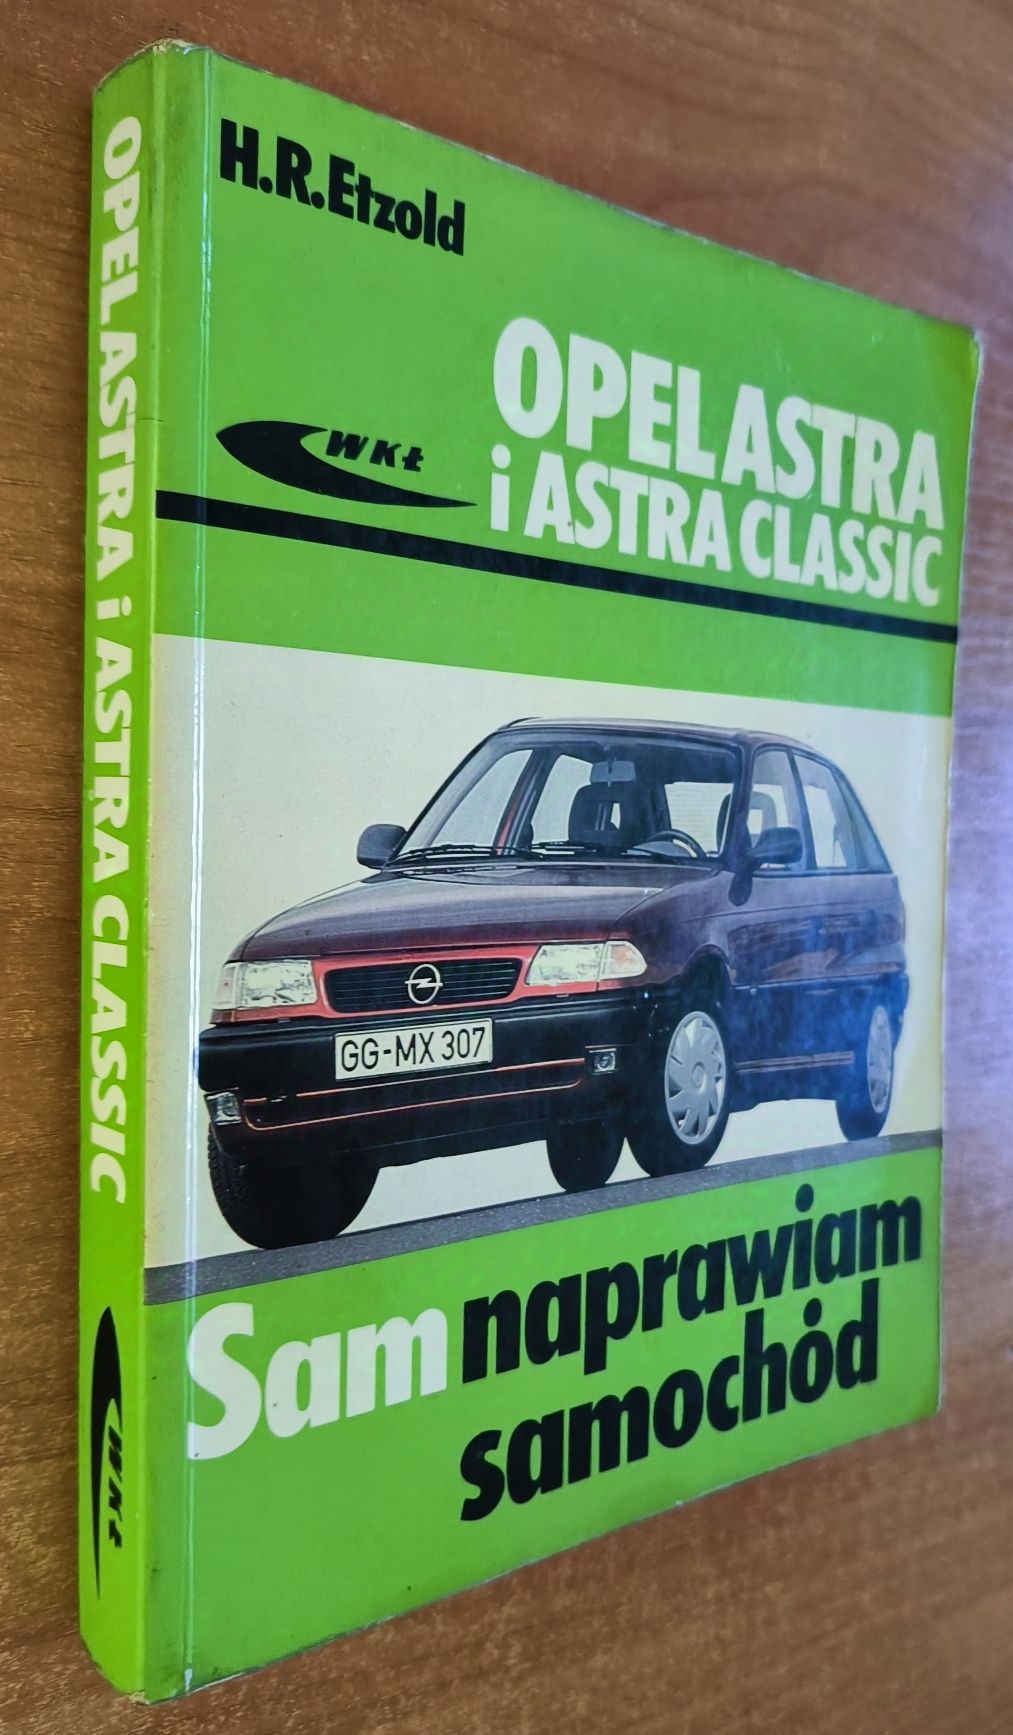 H.R.Etzold
OPEL ASTRA
i ASTRA CLASSIC
WKŁ
GG-MX 307
Sam naprawiam
samochód
OPEL ASTRA i ASTRA CLASSIC
WKŁ